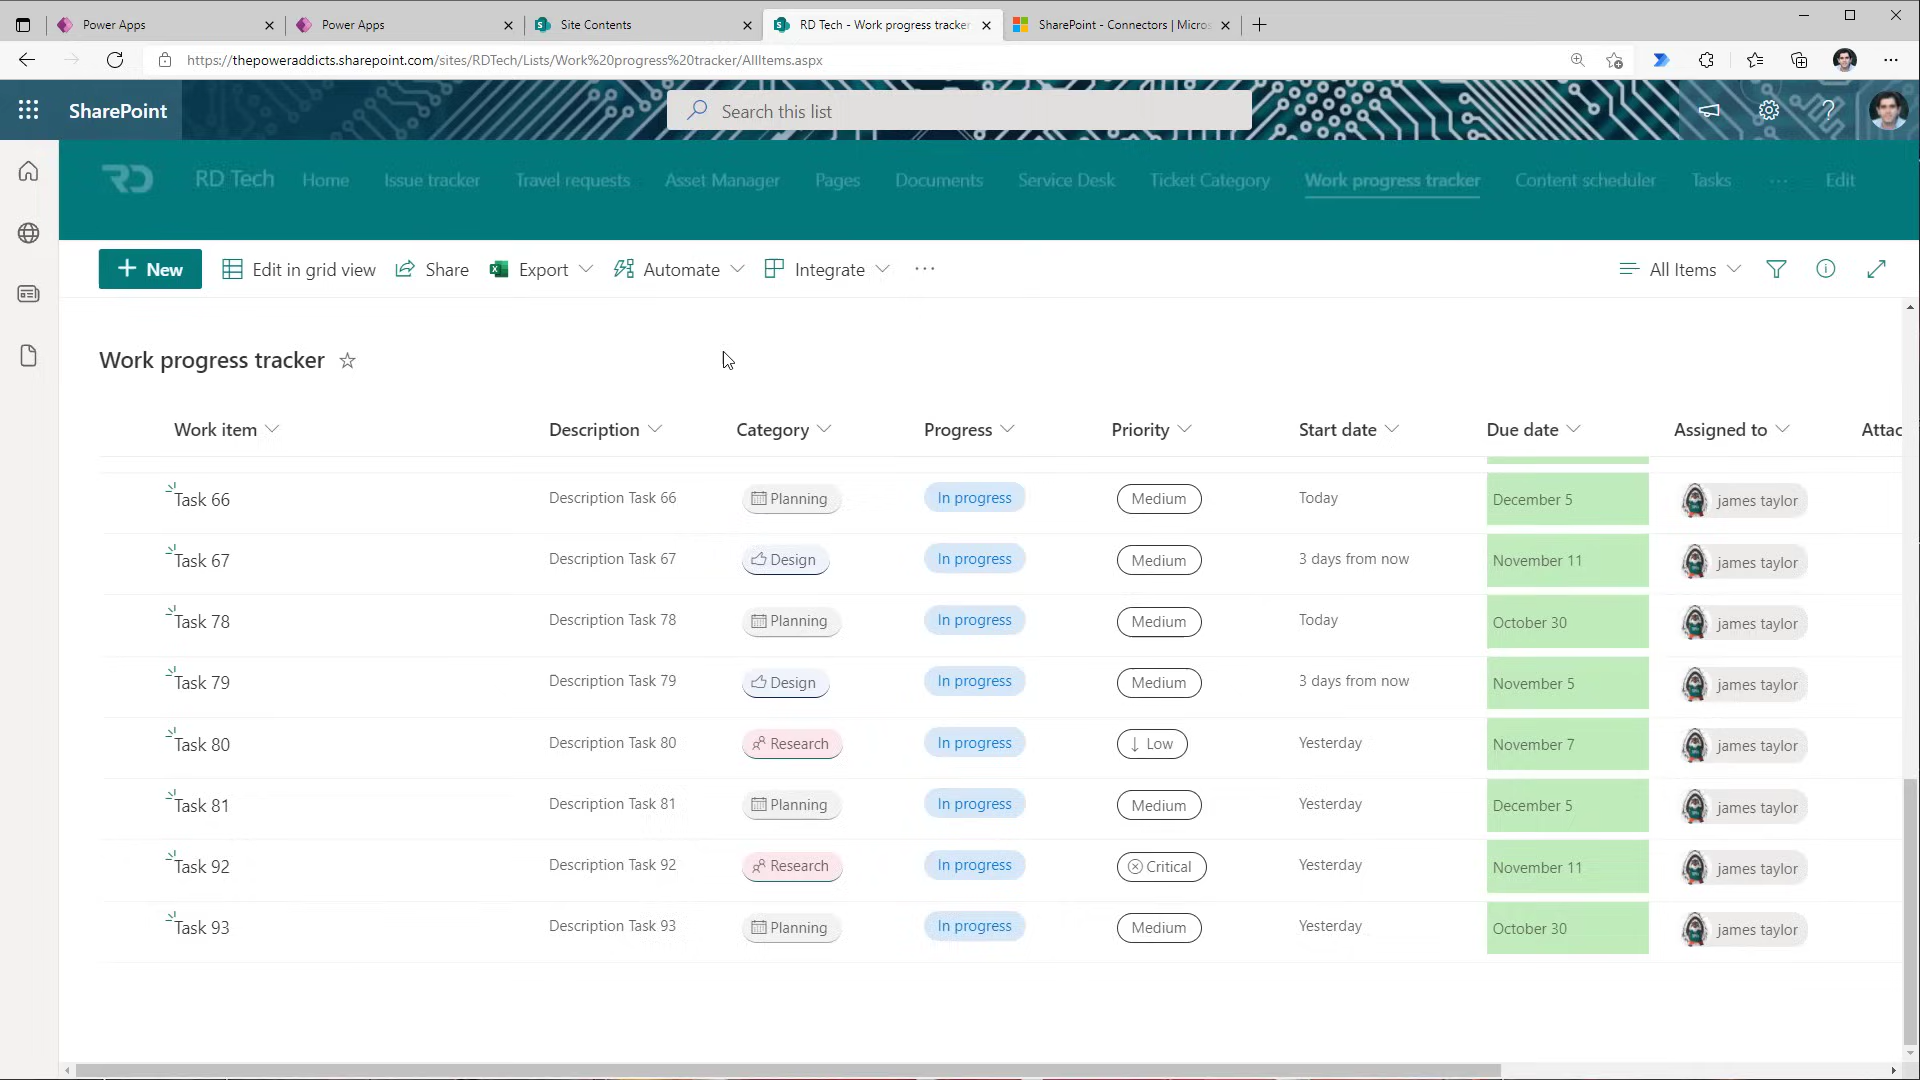 Power Apps
Power Apps
Site Contents
RD Tech - Work progress tracker
SharePoint - Connectors | Micros
https://thepoweraddicts.sharepoint.com/sites/RDTech/Lists/Work%20progress%20tracker/AllItems.aspx
SharePoint
Search this list
RD
RD Tech Home Issue tracker Travel requests Asset Manager Pages Documents Service Desk Ticket Category Work progress tracker Content scheduler Tasks ... Edit
+ New Edit in grid view Share Export Automate Integrate ... All Items
Work progress tracker
Work item Description Category Progress Priority Start date Due date Assigned to Attac
Task 66 Description Task 66 Planning In progress Medium Today December 5 james taylor
Task 67 Description Task 67 Design In progress Medium 3 days from now November 11 james taylor
Task 78 Description Task 78 Planning In progress Medium Today October 30 james taylor
Task 79 Description Task 79 Design In progress Medium 3 days from now November 5 james taylor
Task 80 Description Task 80 Research In progress Low Yesterday November 7 james taylor
Task 81 Description Task 81 Planning In progress Medium Yesterday December 5 james taylor
Task 92 Description Task 92 Research In progress Critical Yesterday November 11 james taylor
Task 93 Description Task 93 Planning In progress Medium Yesterday October 30 james taylor